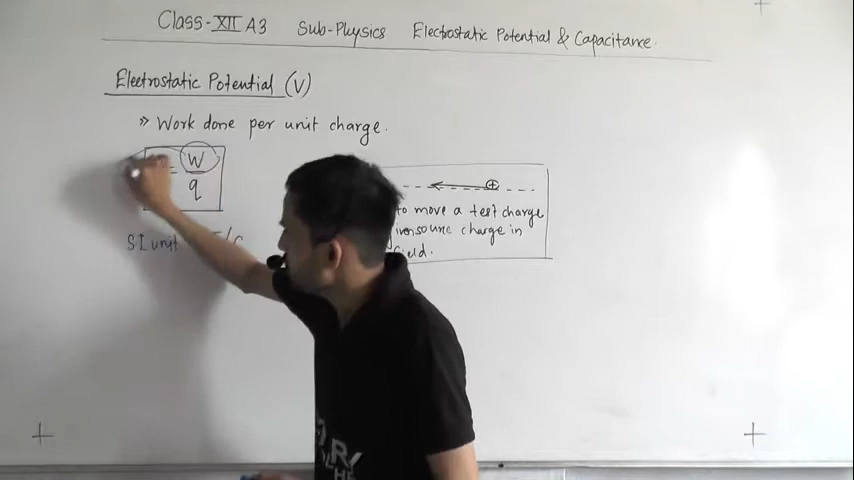 Class-XII A3 Sub-Physics Electrostatic Potential & Capacitance.
Electrostatic Potential (V)
» Work done per unit charge.
W
q
SI unit
to move a test charge
source charge in